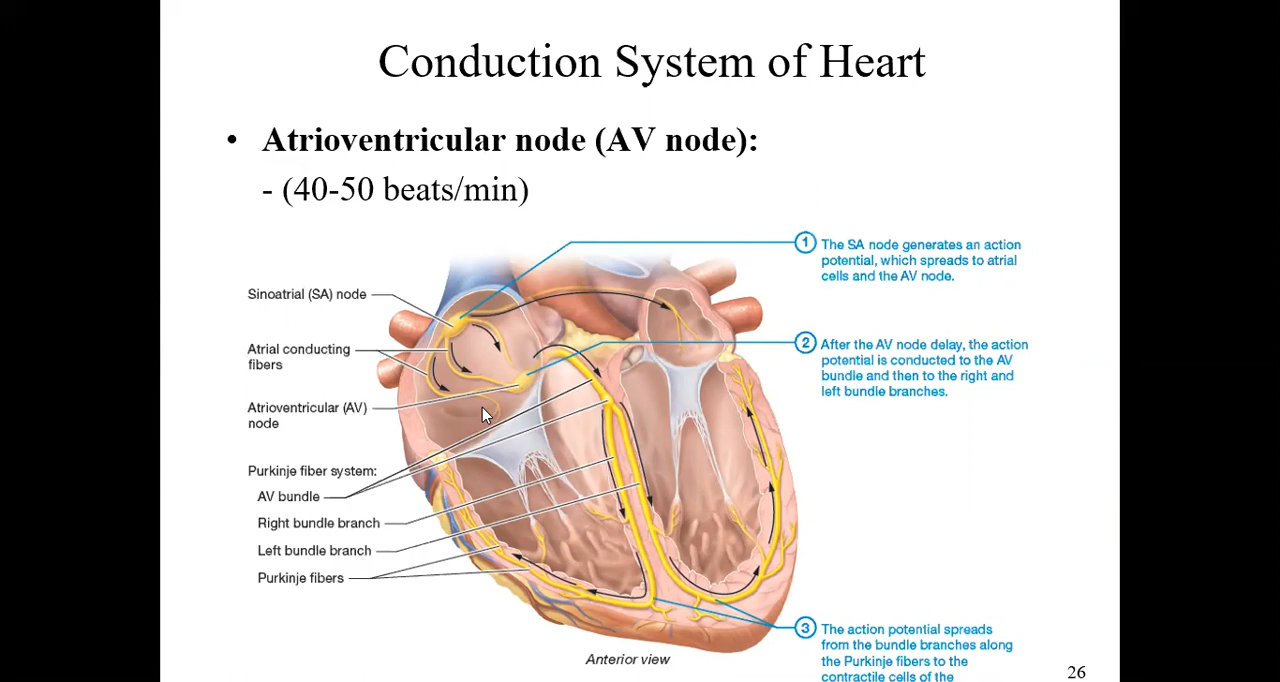 Conduction System of Heart
• Atrioventricular node (AV node):
- (40-50 beats/min)
1 The SA node generates an action
potential, which spreads to atrial
cells and the AV node.
Sinoatrial (SA) node
Atrial conducting
fibers
2 After the AV node delay, the action
potential is conducted to the AV
bundle and then to the right and
left bundle branches.
Atrioventricular (AV)
node
Purkinje fiber system:
AV bundle
Right bundle branch
Left bundle branch
Purkinje fibers
3 The action potential spreads
from the bundle branches along
the Purkinje fibers to the
contractile cells of the
Anterior view
26